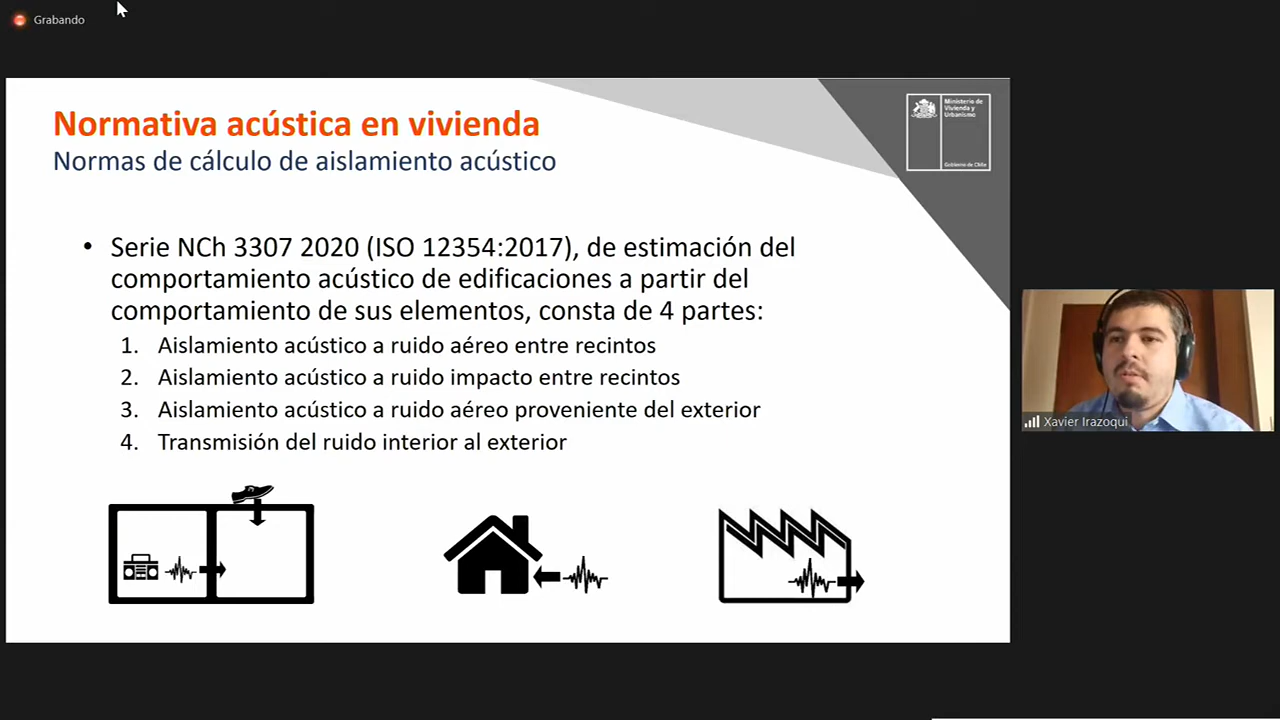 Grabando
Normativa acústica en vivienda
Normas de cálculo de aislamiento acústico
Ministerio de
Vivienda y
Urbanismo
Gobierno de Chile
• Serie NCh 3307 2020 (ISO 12354:2017), de estimación del
comportamiento acústico de edificaciones a partir del
comportamiento de sus elementos, consta de 4 partes:
1. Aislamiento acústico a ruido aéreo entre recintos
2. Aislamiento acústico a ruido impacto entre recintos
3. Aislamiento acústico a ruido aéreo proveniente del exterior
4. Transmisión del ruido interior al exterior
Xavier Irazoqui